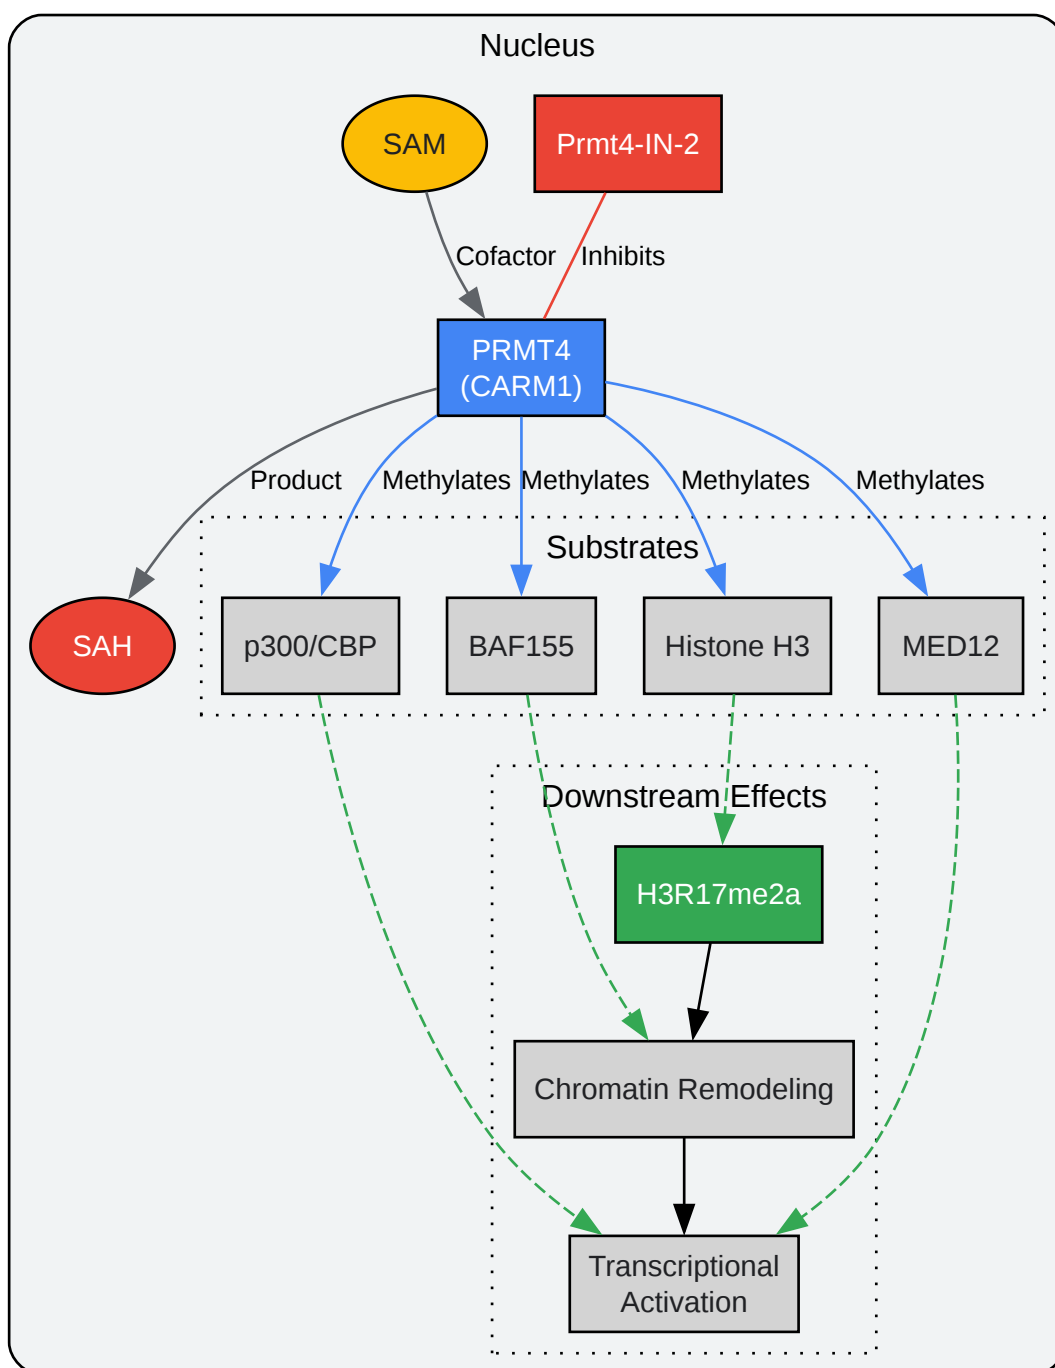 Nucleus
SAM
Prmt4-IN-2
Cofactor
Inhibits
PRMT4
(CARM1)
Product
Methylates
Methylates
Methylates
Methylates
Substrates
SAH
p300/CBP
BAF155
Histone H3
MED12
Downstream Effects
H3R17me2a
Chromatin Remodeling
Transcriptional
Activation